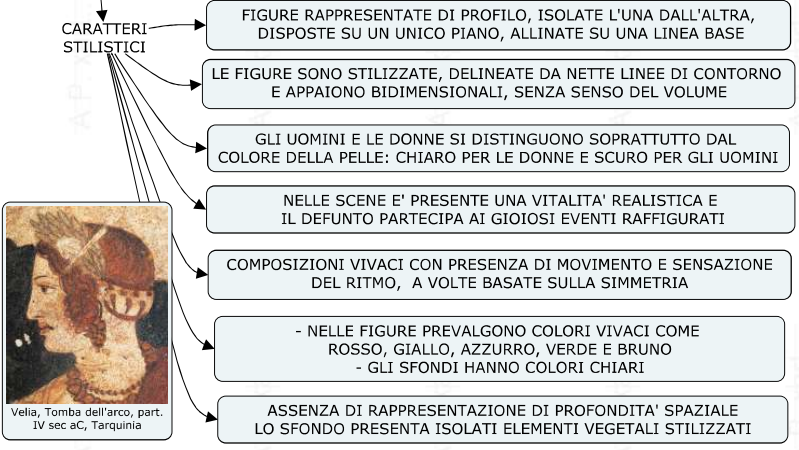 CARATTERI
STILISTICI
FIGURE RAPPRESENTATE DI PROFILO, ISOLATE L'UNA DALL'ALTRA,
DISPOSTE SU UN UNICO PIANO, ALLINATE SU UNA LINEA BASE
LE FIGURE SONO STILIZZATE, DELINEATE DA NETTE LINEE DI CONTORNO
E APPAIONO BIDIMENSIONALI, SENZA SENSO DEL VOLUME
GLI UOMINI E LE DONNE SI DISTINGUONO SOPRATTUTTO DAL
COLORE DELLA PELLE: CHIARO PER LE DONNE E SCURO PER GLI UOMINI
NELLE SCENE E' PRESENTE UNA VITALITA' REALISTICA E
IL DEFUNTO PARTECIPA AI GIOIOSI EVENTI RAFFIGURATI
COMPOSIZIONI VIVACI CON PRESENZA DI MOVIMENTO E SENSAZIONE
DEL RITMO, A VOLTE BASATE SULLA SIMMETRIA
- NELLE FIGURE PREVALGONO COLORI VIVACI COME
ROSSO, GIALLO, AZZURRO, VERDE E BRUNO
- GLI SFONDI HANNO COLORI CHIARI
ASSENZA DI RAPPRESENTAZIONE DI PROFONDITA' SPAZIALE
LO SFONDO PRESENTA ISOLATI ELEMENTI VEGETALI STILIZZATI
Velia, Tomba dell'arco, part.
IV sec aC, Tarquinia